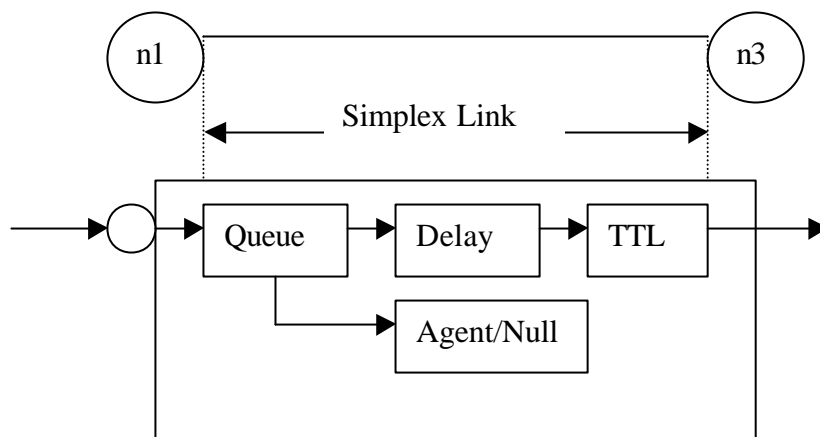 n1
n3
Simplex Link
Queue
Delay
TTL
Agent/Null